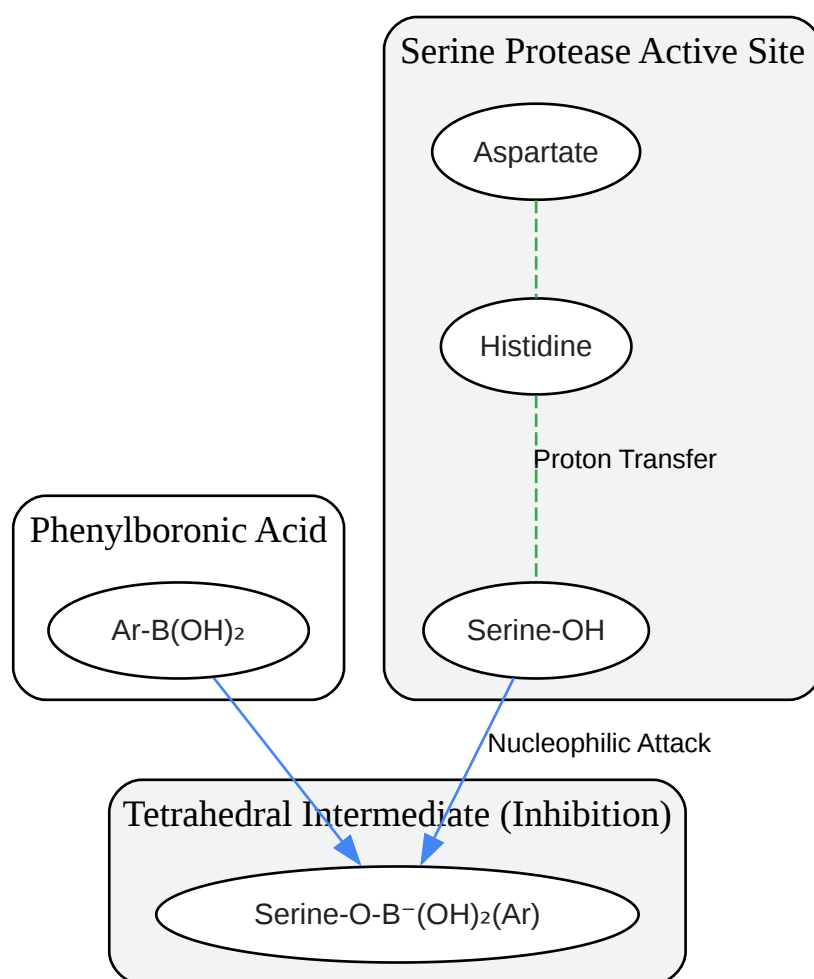 Serine Protease Active Site
Aspartate
Histidine
Proton Transfer
Phenylboronic Acid
Ar-B(OH)₂
Serine-OH
Nucleophilic Attack
Tetrahedral Intermediate (Inhibition)
Serine-O-B⁻(OH)₂(Ar)